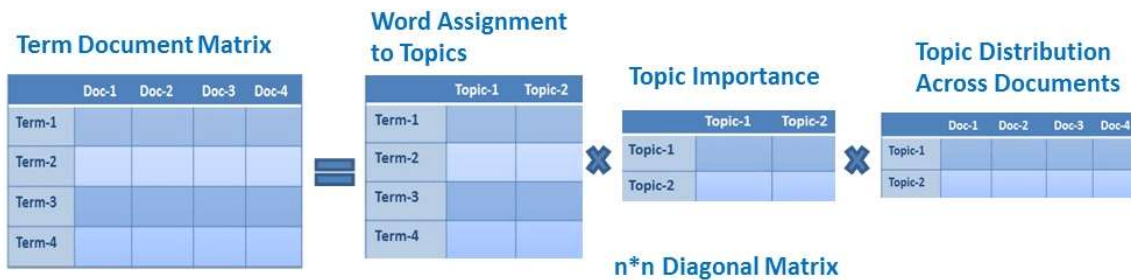 Term Document Matrix
Doc-1 Doc-2 Doc-3 Doc-4
Term-1
Term-2
Term-3
Term-4
Word Assignment
to Topics
Topic-1 Topic-2
Term-1
Term-2
Term-3
Term-4
Topic Importance
Topic-1 Topic-2
Topic-1
Topic-2
n*n Diagonal Matrix
Topic Distribution
Across Documents
Doc-1 Doc-2 Doc-3 Doc-4
Topic-1
Topic-2